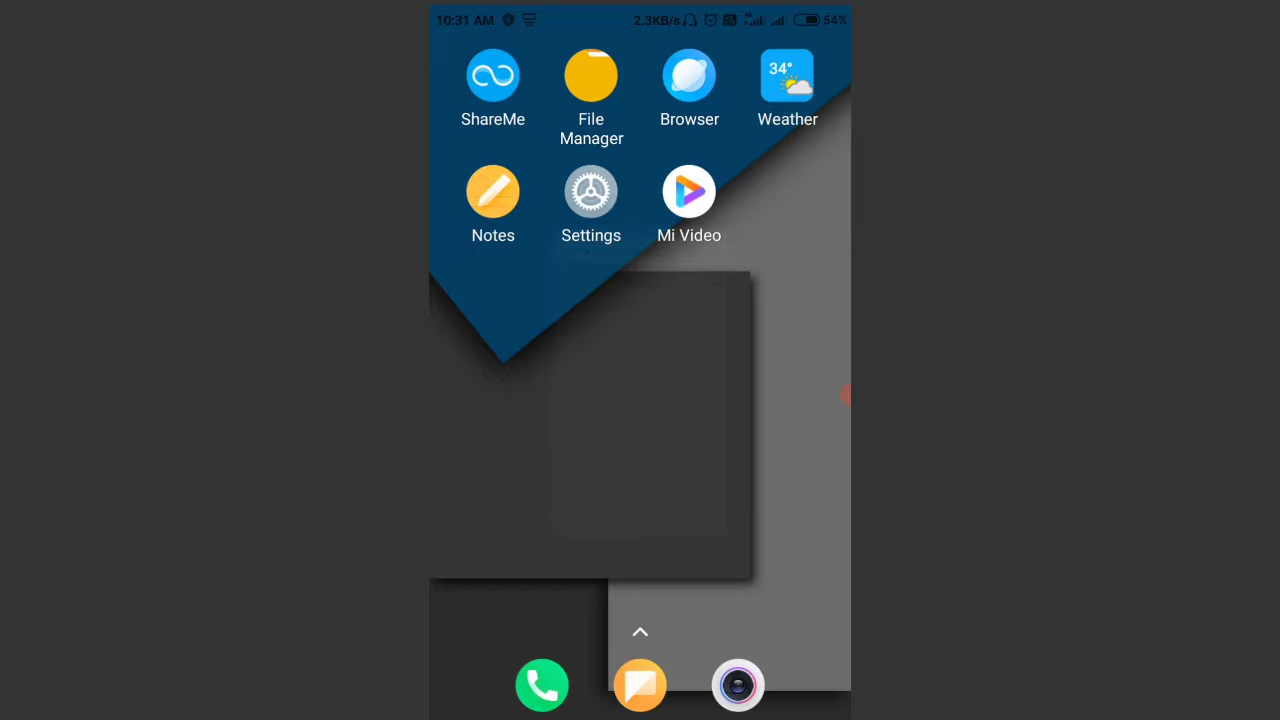 10:31 AM 2.3KB/s 54%
ShareMe File Manager Browser Weather
34°
Notes Settings Mi Video